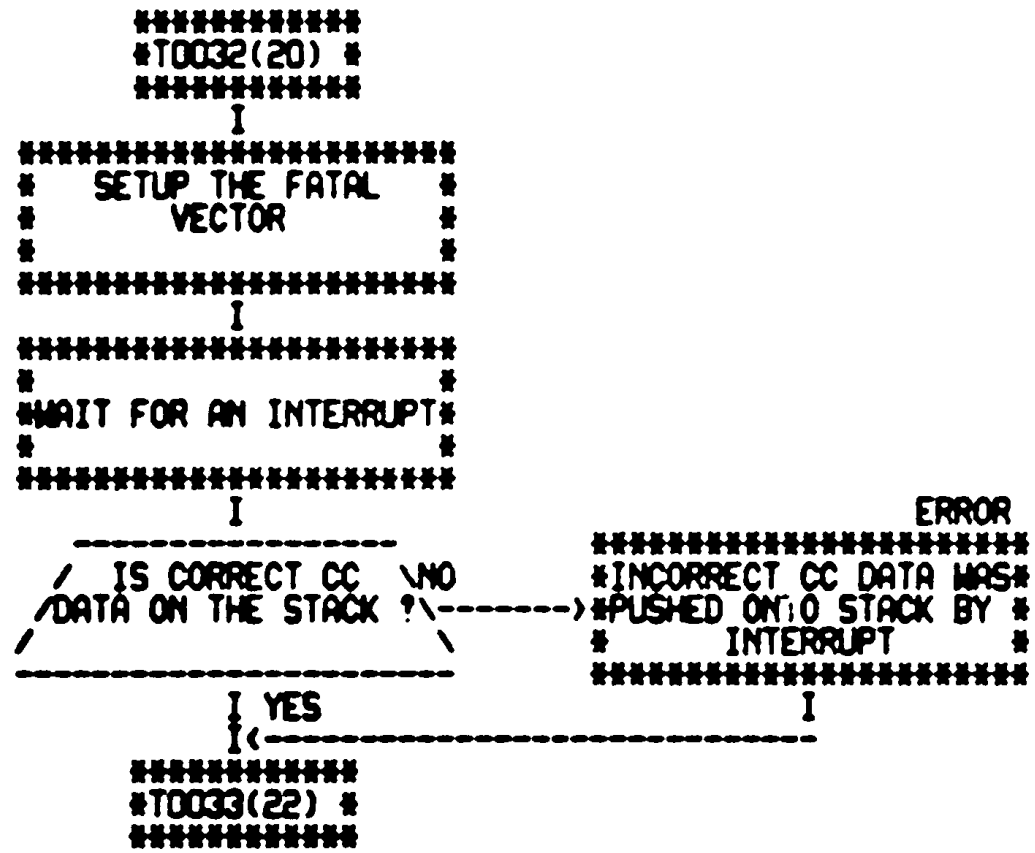 T0032(20)
SETUP THE FATAL
VECTOR
WAIT FOR AN INTERRUPT
ERROR
IS CORRECT CC
DATA ON THE STACK ?
NO
INCORRECT CC DATA WAS
PUSHED ONTO STACK BY
INTERRUPT
YES
T0033(22)